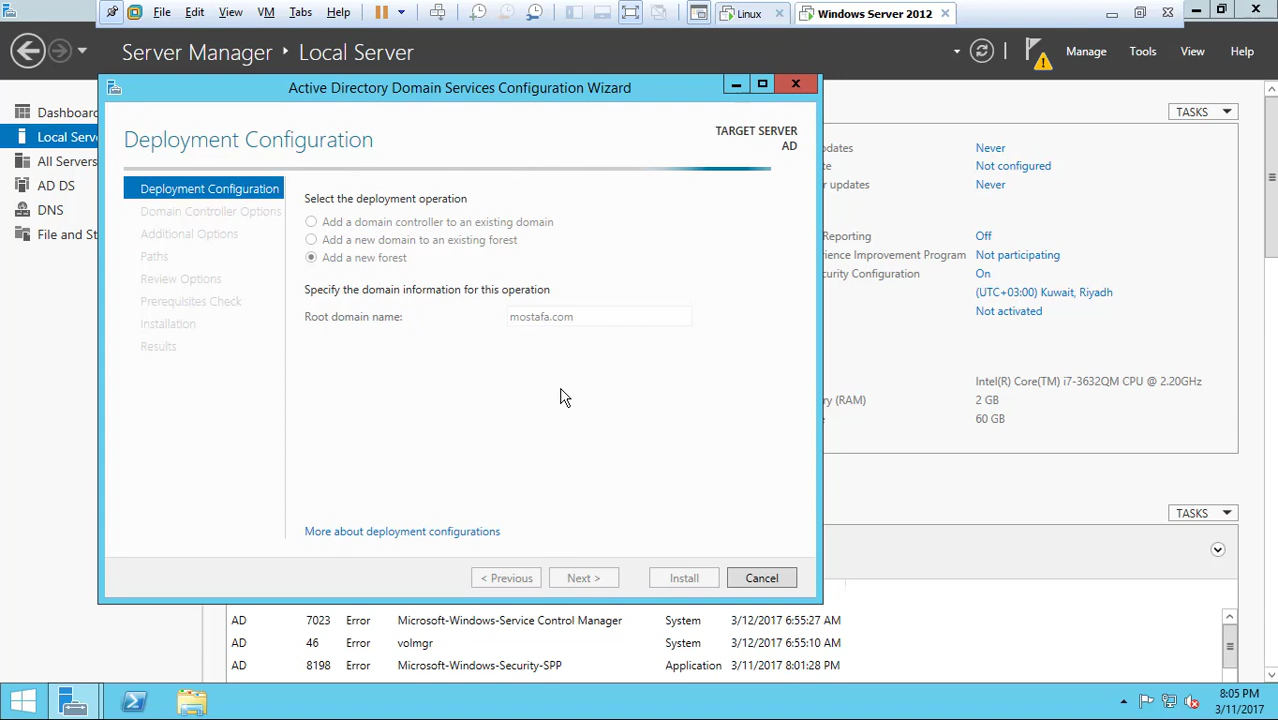 File Edit View VM Tabs Help Linux Windows Server 2012
Server Manager Local Server Manage Tools View Help
Dashboard
Local Serve
All Servers
AD DS
DNS
File and St
Active Directory Domain Services Configuration Wizard
Deployment Configuration
TARGET SERVER
AD
Deployment Configuration
Domain Controller Options
Additional Options
Paths
Review Options
Prerequisites Check
Installation
Results
Select the deployment operation
Add a domain controller to an existing domain
Add a new domain to an existing forest
Add a new forest
Specify the domain information for this operation
Root domain name: mostafa.com
More about deployment configurations
< Previous Next > Install Cancel
TASKS
pdates Never
te Not configured
r updates Never
Reporting Off
rience Improvement Program Not participating
curity Configuration On
(UTC+03:00) Kuwait, Riyadh
Not activated
Intel(R) Core(TM) i7-3632QM CPU @ 2.20GHz
ry (RAM) 2 GB
60 GB
TASKS
AD 7023 Error Microsoft-Windows-Service Control Manager System 3/12/2017 6:55:27 AM
AD 46 Error volmgr System 3/12/2017 6:55:10 AM
AD 8198 Error Microsoft-Windows-Security-SPP Application 3/11/2017 8:01:28 PM
8:05 PM
3/11/2017